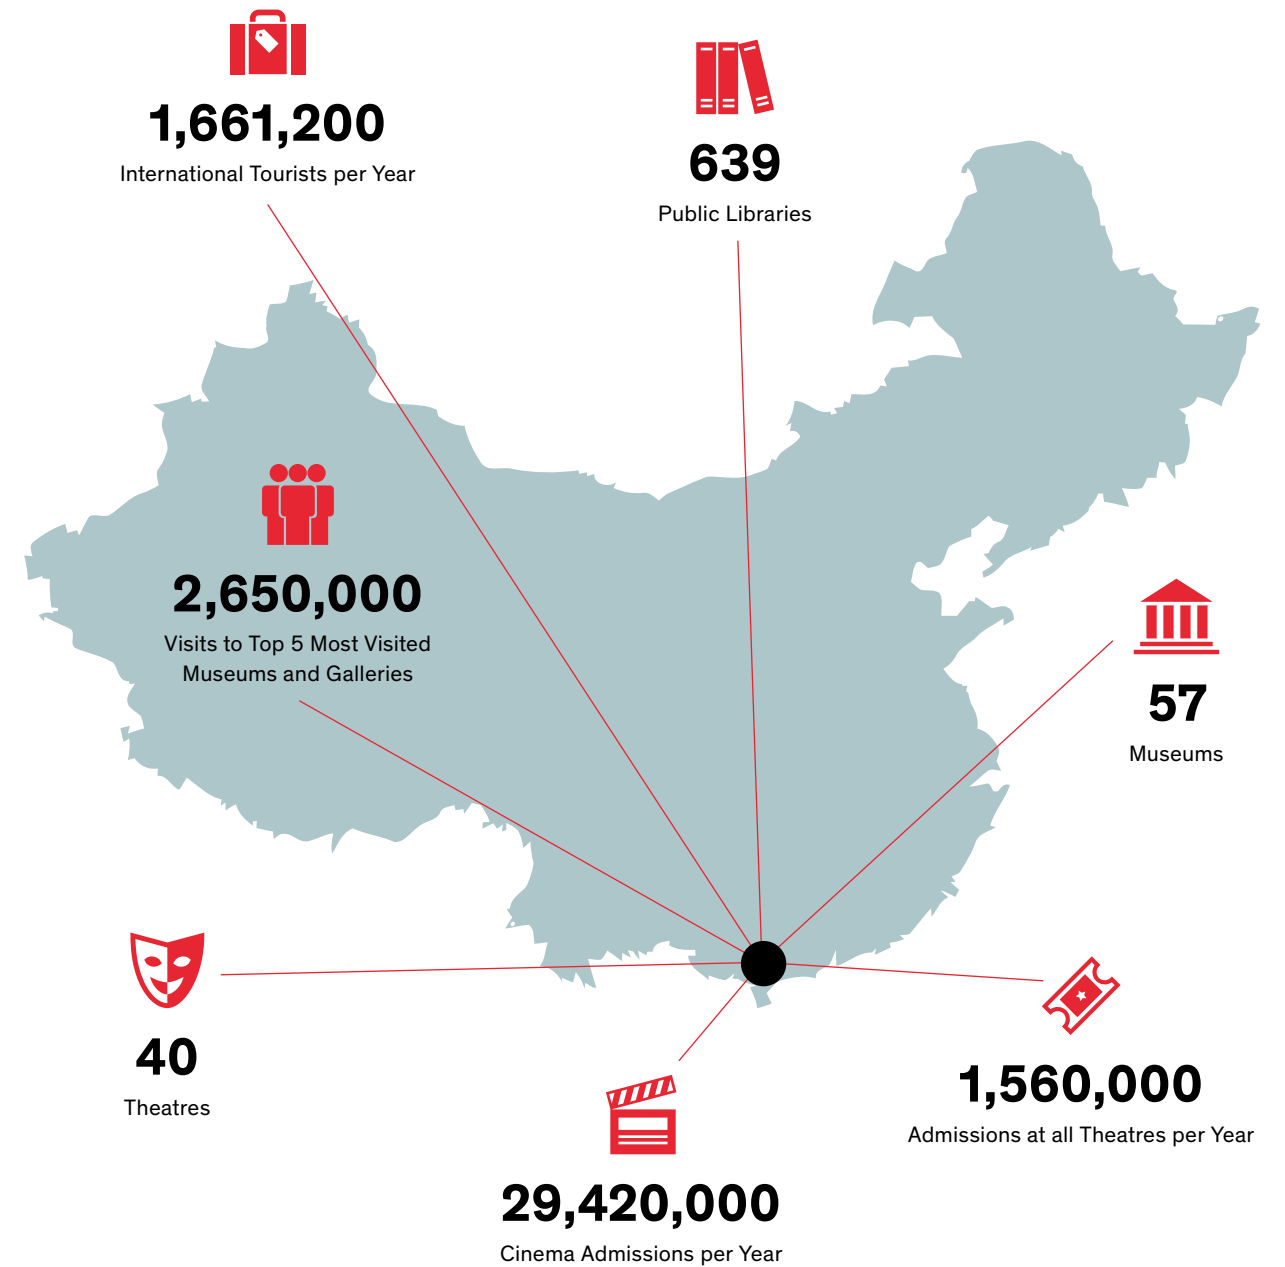 1,661,200
International Tourists per Year
639
Public Libraries
2,650,000
Visits to Top 5 Most Visited
Museums and Galleries
57
Museums
40
Theatres
1,560,000
Admissions at all Theatres per Year
29,420,000
Cinema Admissions per Year